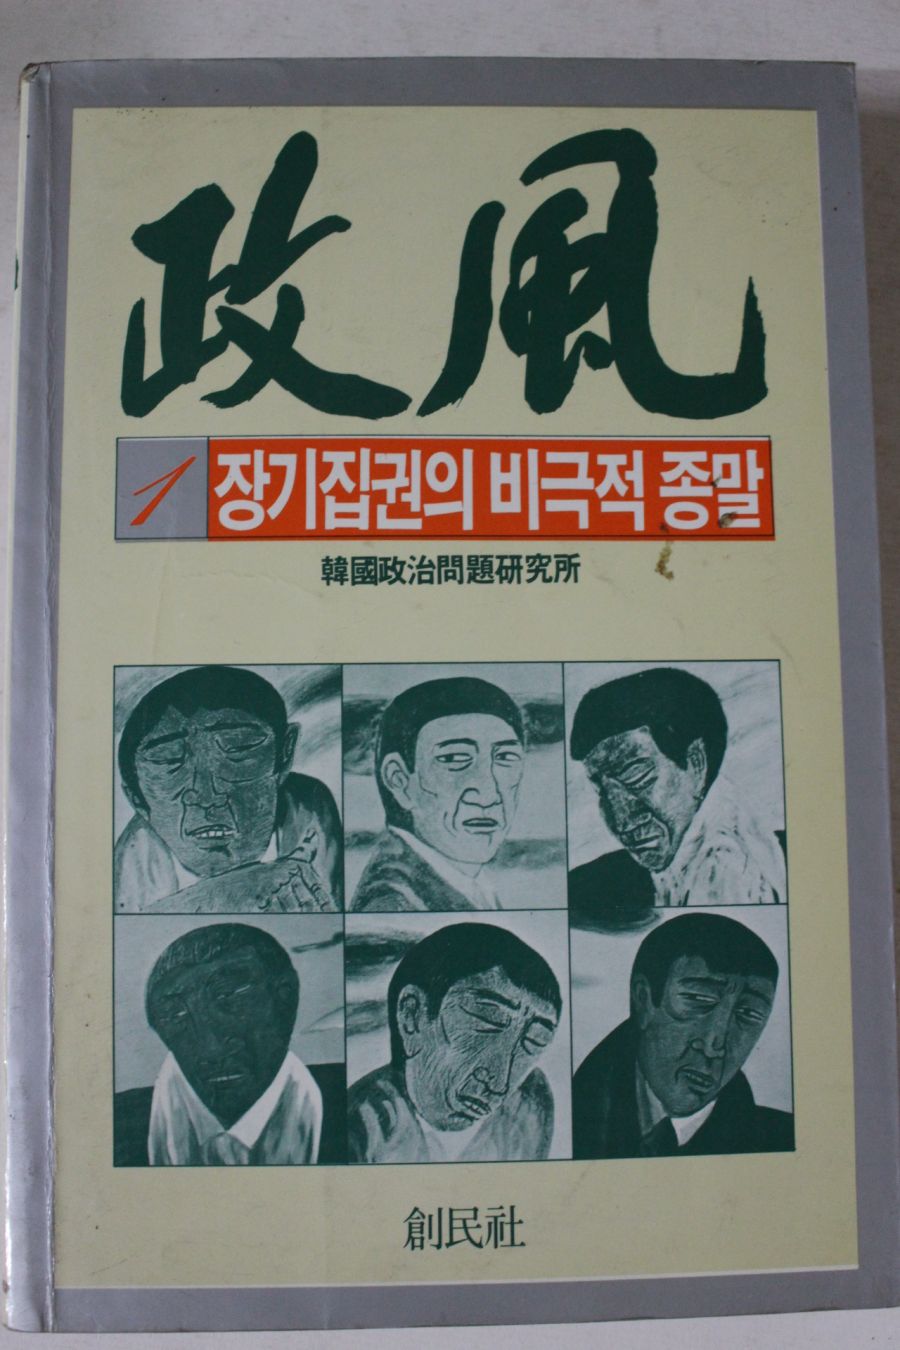 政風
1 장기집권의 비극적 종말
韓國政治問題研究所
創民社